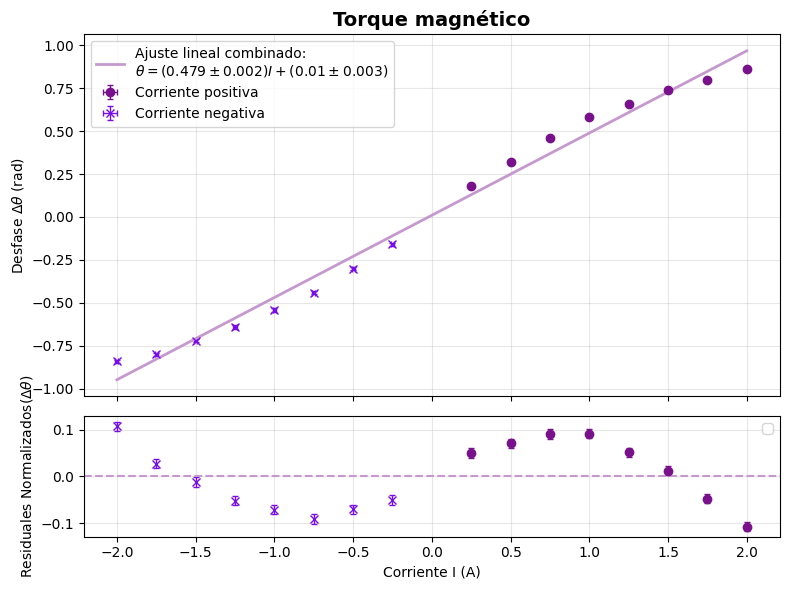 Torque magnético
Ajuste lineal combinado:
θ = (0.479 ± 0.002)I + (0.01 ± 0.003)
Corriente positiva
Corriente negativa
1.00
0.75
0.50
0.25
0.00
−0.25
−0.50
−0.75
−1.00
Desfase Δθ (rad)
0.1
0.0
−0.1
Residuales Normalizados(Δθ)
−2.0 −1.5 −1.0 −0.5 0.0 0.5 1.0 1.5 2.0
Corriente I (A)